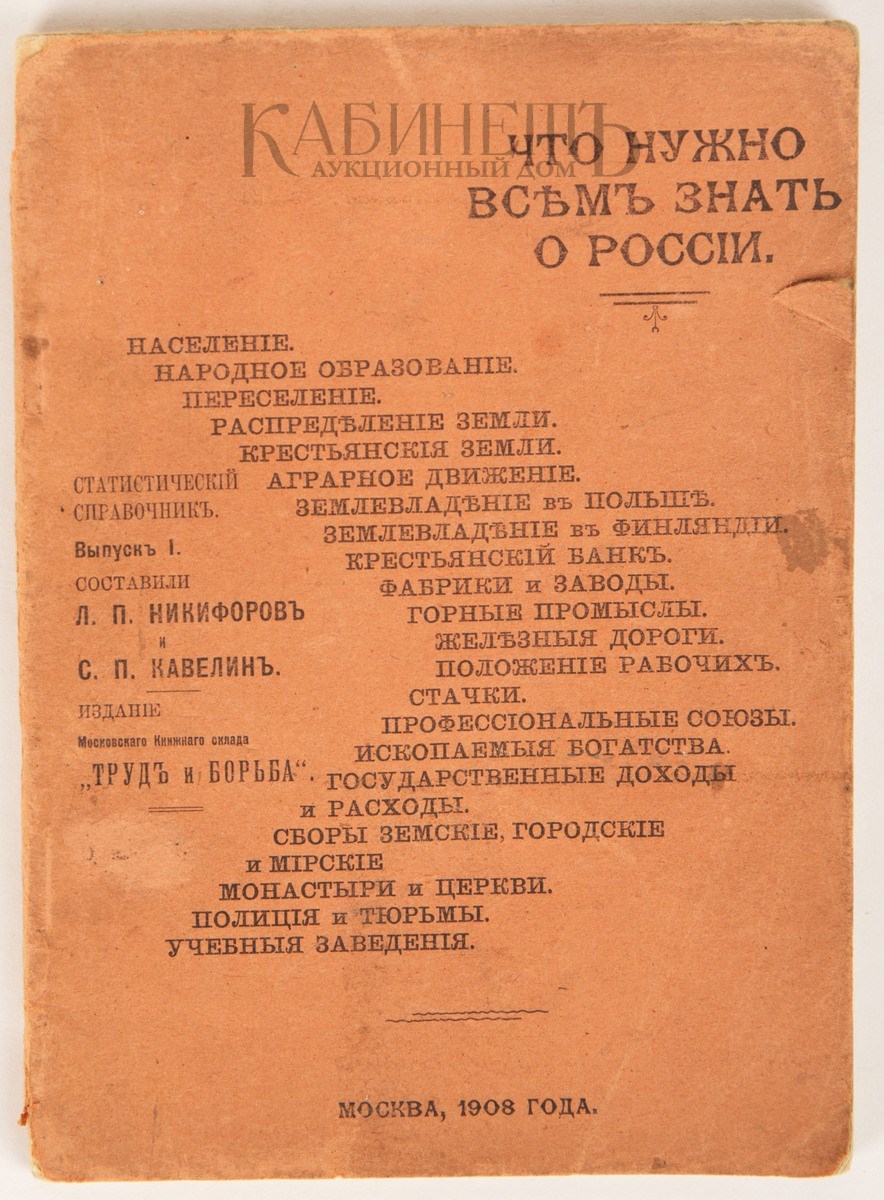 КАБИНЕТЪ
АУКЦИОННЫЙ ДОМ
ЧТО НУЖНО
ВСѢМЪ ЗНАТЬ
О РОССІИ.
НАСЕЛЕНІЕ.
НАРОДНОЕ ОБРАЗОВАНІЕ.
ПЕРЕСЕЛЕНІЕ.
РАСПРЕДѢЛЕНІЕ ЗЕМЛИ.
КРЕСТЬЯНСКІЯ ЗЕМЛИ.
АГРАРНОЕ ДВИЖЕНІЕ.
ЗЕМЛЕВЛАДѢНІЕ въ ПОЛЬШѢ.
ЗЕМЛЕВЛАДѢНІЕ въ ФИНЛЯНДІИ.
КРЕСТЬЯНСКІЙ БАНКЪ.
ФАБРИКИ и ЗАВОДЫ.
ГОРНЫЕ ПРОМЫСЛЫ.
ЖЕЛѢЗНЫЯ ДОРОГИ.
ПОЛОЖЕНІЕ РАБОЧИХЪ.
СТАЧКИ.
ПРОФЕССІОНАЛЬНЫЕ СОЮЗЫ.
ИСКОПАЕМЫЯ БОГАТСТВА.
ГОСУДАРСТВЕННЫЕ ДОХОДЫ
и РАСХОДЫ.
СБОРЫ ЗЕМСКІЕ, ГОРОДСКІЕ
и МІРСКІЕ
МОНАСТЫРИ и ЦЕРКВИ.
ПОЛИЦІЯ и ТЮРЬМЫ.
УЧЕБНЫЯ ЗАВЕДЕНІЯ.
СТАТИСТИЧЕСКІЙ
СПРАВОЧНИКЪ.
Выпускъ I.
СОСТАВИЛИ
Л. П. НИКИФОРОВЪ
и
С. П. КАВЕЛИНЪ.
ИЗДАНІЕ
Московскаго Книжнаго склада
„ТРУДЪ и БОРЬБА“.
МОСКВА, 1908 ГОДА.